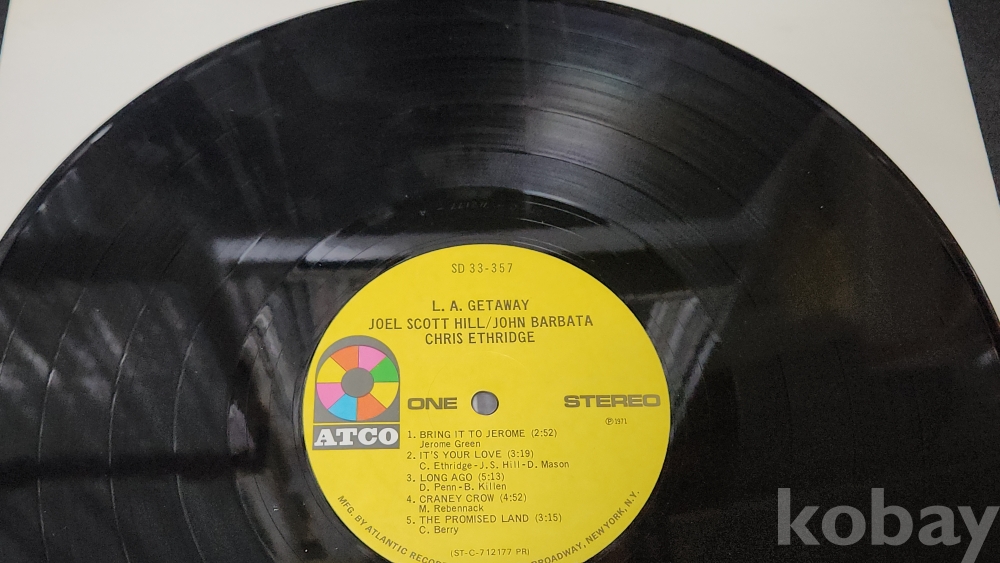 SD 33-357
L. A. GETAWAY
JOEL SCOTT HILL/JOHN BARBATA
CHRIS ETHRIDGE
ATCO
ONE
STEREO
℗1971
1. BRING IT TO JEROME (2:52)
Jerome Green
2. IT'S YOUR LOVE (3:19)
C. Ethridge-J.S. Hill-D. Mason
3. LONG AGO (5:13)
D. Penn-B. Killen
4. CRANEY CROW (4:52)
M. Rebennack
5. THE PROMISED LAND (3:15)
C. Berry
(ST-C-712177 PR)
MFG. BY ATLANTIC RECOR BROADWAY, NEW YORK, N.Y.
kobay